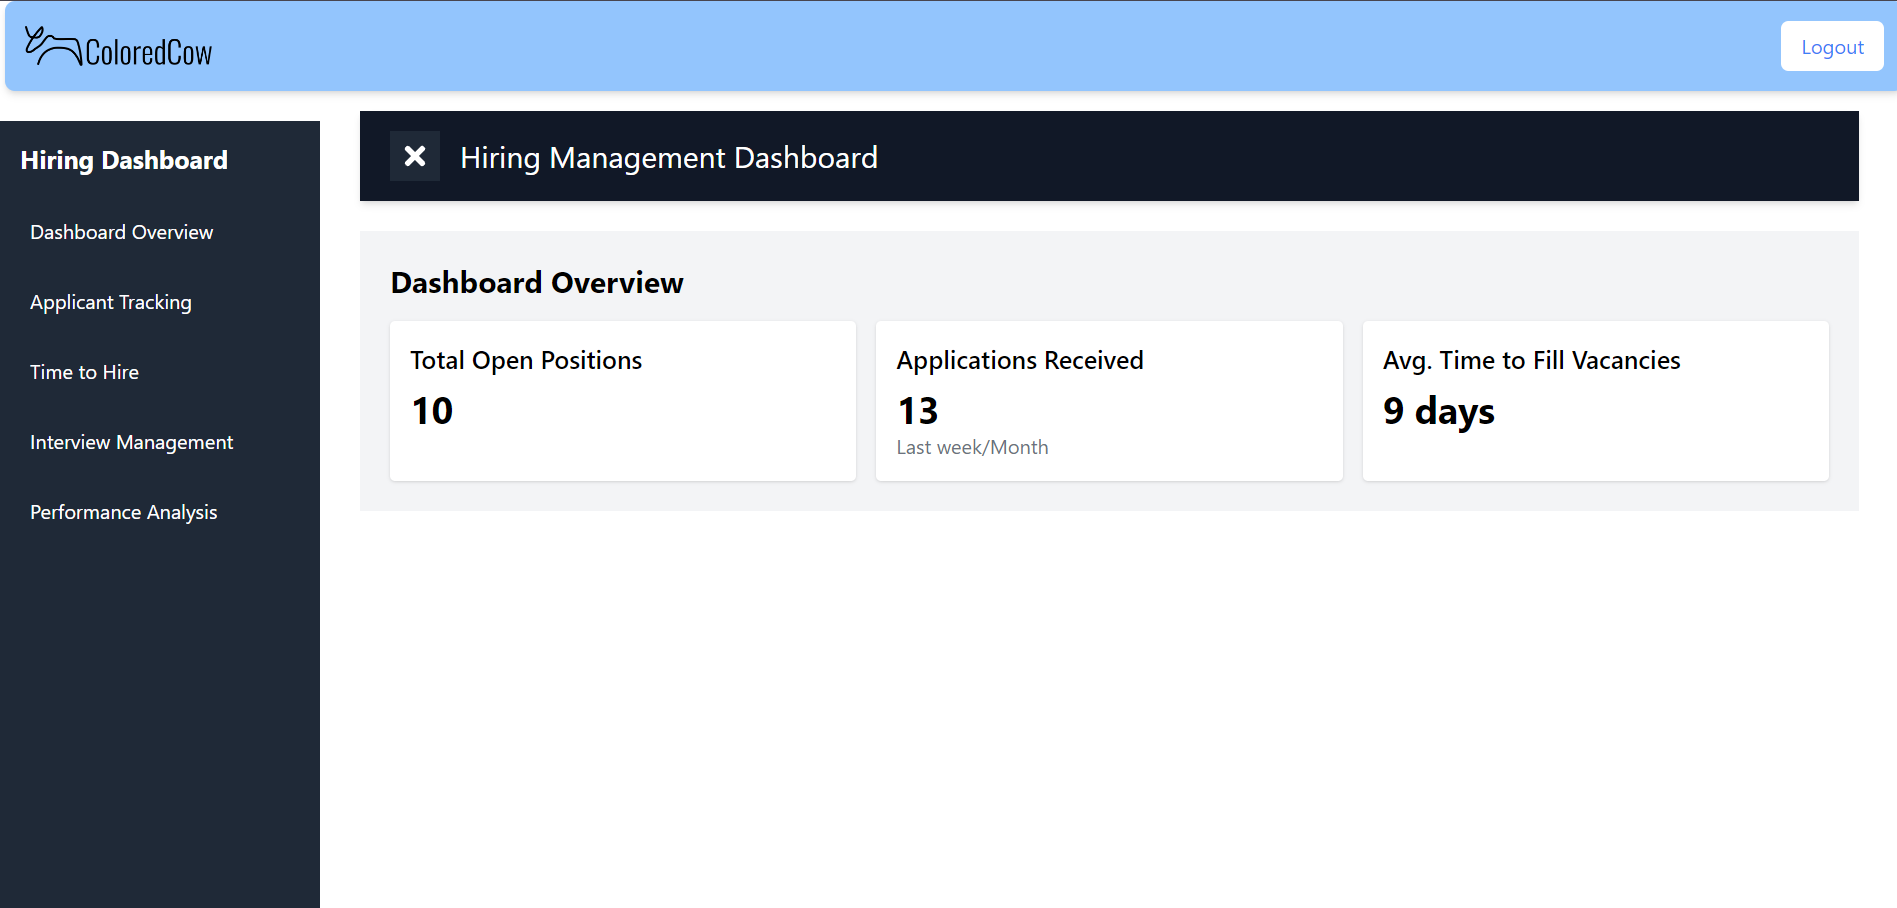 ColoredCow
Logout
Hiring Dashboard
Dashboard Overview
Applicant Tracking
Time to Hire
Interview Management
Performance Analysis
Hiring Management Dashboard
Dashboard Overview
Total Open Positions
10
Applications Received
13
Last week/Month
Avg. Time to Fill Vacancies
9 days